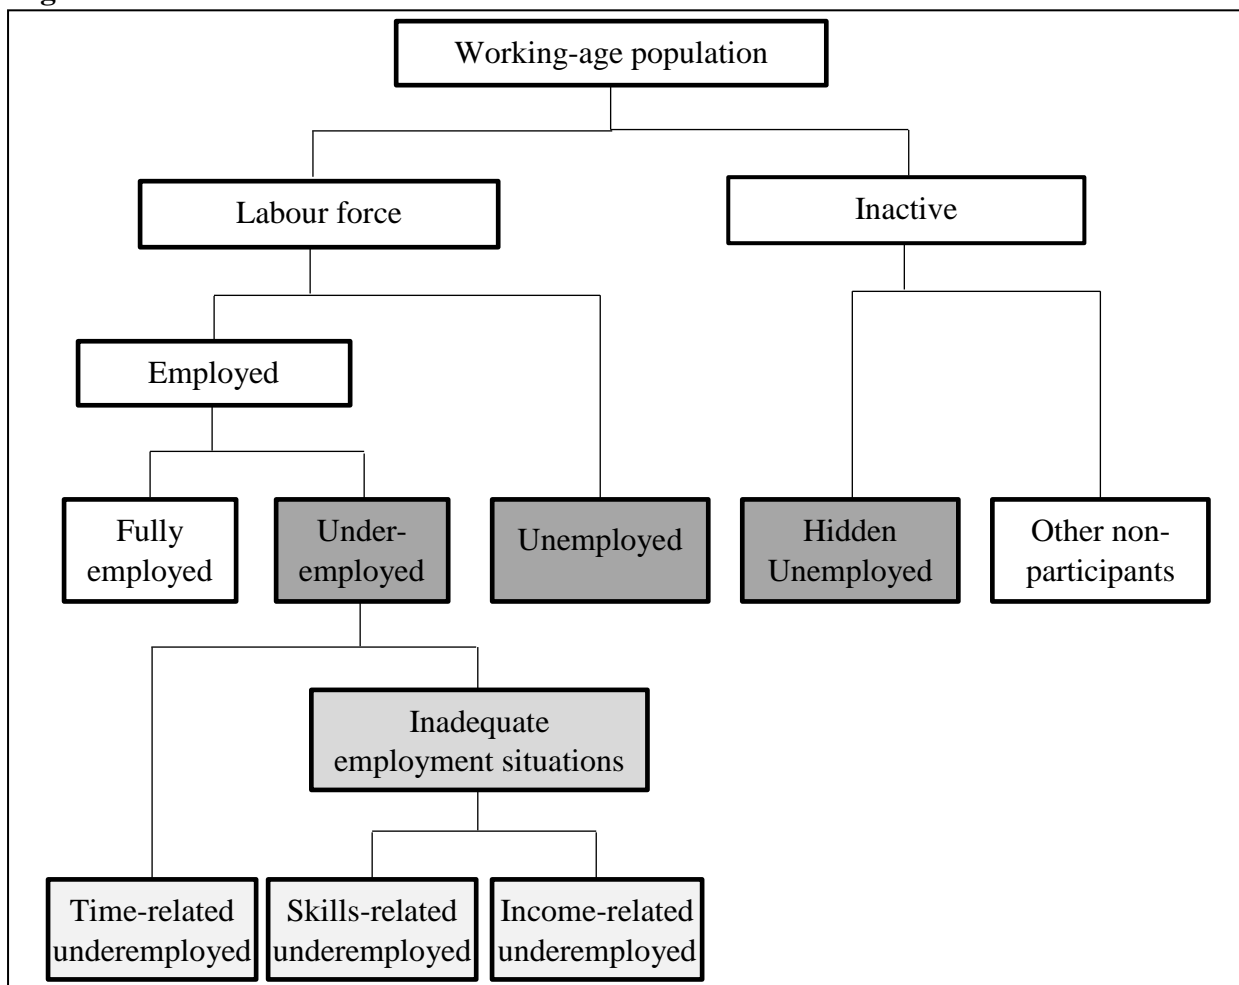 Working-age population
Labour force
Inactive
Employed
Fully
employed
Under-
employed
Unemployed
Hidden
Unemployed
Other non-
participants
Inadequate
employment situations
Time-related
underemployed
Skills-related
underemployed
Income-related
underemployed